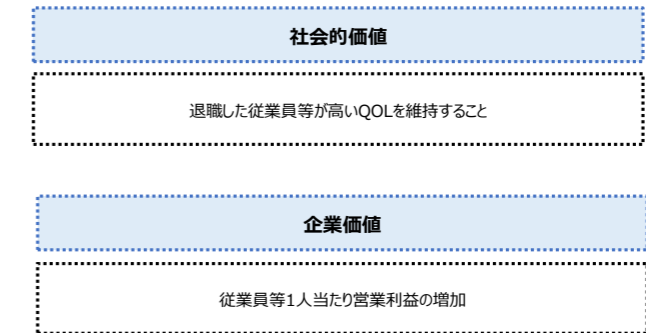 社会的価値
退職した従業員等が高いQOLを維持すること
企業価値
従業員等1人当たり営業利益の増加